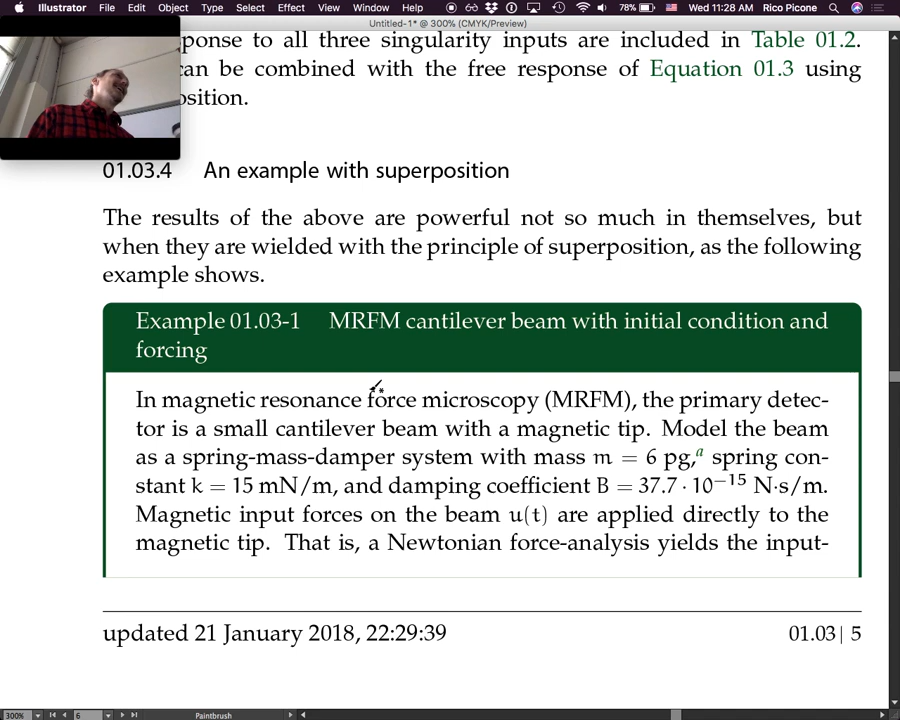 Illustrator File Edit Object Type Select Effect View Window Help 78% Wed 11:28 AM Rico Picone
Untitled-1* @ 300% (CMYK/Preview)
ponse to all three singularity inputs are included in Table 01.2.
can be combined with the free response of Equation 01.3 using
osition.
01.03.4 An example with superposition
The results of the above are powerful not so much in themselves, but
when they are wielded with the principle of superposition, as the following
example shows.
Example 01.03-1 MRFM cantilever beam with initial condition and
forcing
In magnetic resonance force microscopy (MRFM), the primary detec-
tor is a small cantilever beam with a magnetic tip. Model the beam
as a spring-mass-damper system with mass m = 6 pg,ᵃ spring con-
stant k = 15 mN/m, and damping coefficient B = 37.7 · 10⁻¹⁵ N·s/m.
Magnetic input forces on the beam u(t) are applied directly to the
magnetic tip. That is, a Newtonian force-analysis yields the input-
updated 21 January 2018, 22:29:39 01.03 | 5
300% 6 Paintbrush